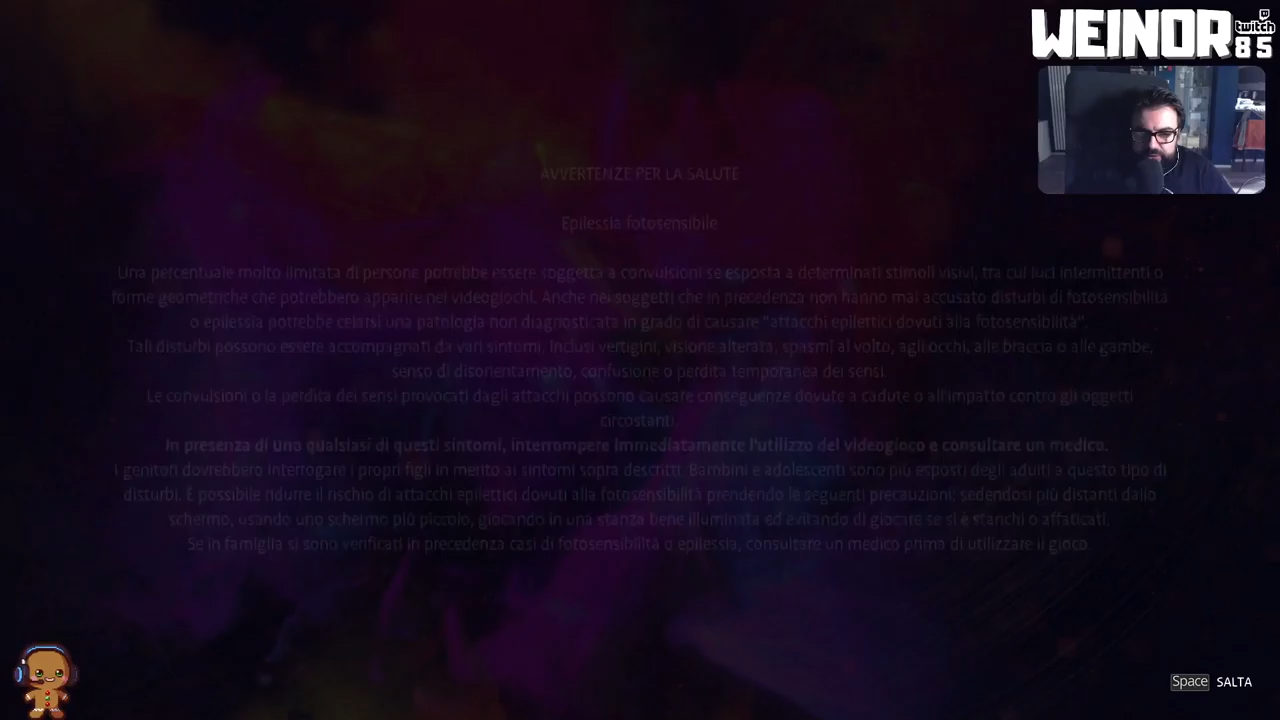 WEINOR
twitch
85
AVVERTENZE PER LA SALUTE
Epilessia fotosensibile
Una percentuale molto limitata di persone potrebbe essere soggetta a convulsioni se esposta a determinati stimoli visivi, tra cui luci intermittenti o
forme geometriche che potrebbero apparire nei videogiochi. Anche nei soggetti che in precedenza non hanno mai accusato disturbi di fotosensibilità
o epilessia potrebbe celarsi una patologia non diagnosticata in grado di causare "attacchi epilettici dovuti alla fotosensibilità".
Tali disturbi possono essere accompagnati da vari sintomi, inclusi vertigini, visione alterata, spasmi al volto, agli occhi, alle braccia o alle gambe,
senso di disorientamento, confusione o perdita temporanea dei sensi.
Le convulsioni o la perdita dei sensi provocati dagli attacchi possono causare conseguenze dovute a cadute o all'impatto contro gli oggetti
circostanti.
In presenza di uno qualsiasi di questi sintomi, interrompere immediatamente l'utilizzo del videogioco e consultare un medico.
I genitori dovrebbero interrogare i propri figli in merito ai sintomi sopra descritti. Bambini e adolescenti sono più esposti degli adulti a questo tipo di
disturbi. È possibile ridurre il rischio di attacchi epilettici dovuti alla fotosensibilità prendendo le seguenti precauzioni: sedendosi più distanti dallo
schermo, usando uno schermo più piccolo, giocando in una stanza bene illuminata ed evitando di giocare se si è stanchi o affaticati.
Se in famiglia si sono verificati in precedenza casi di fotosensibilità o epilessia, consultare un medico prima di utilizzare il gioco.
Space SALTA